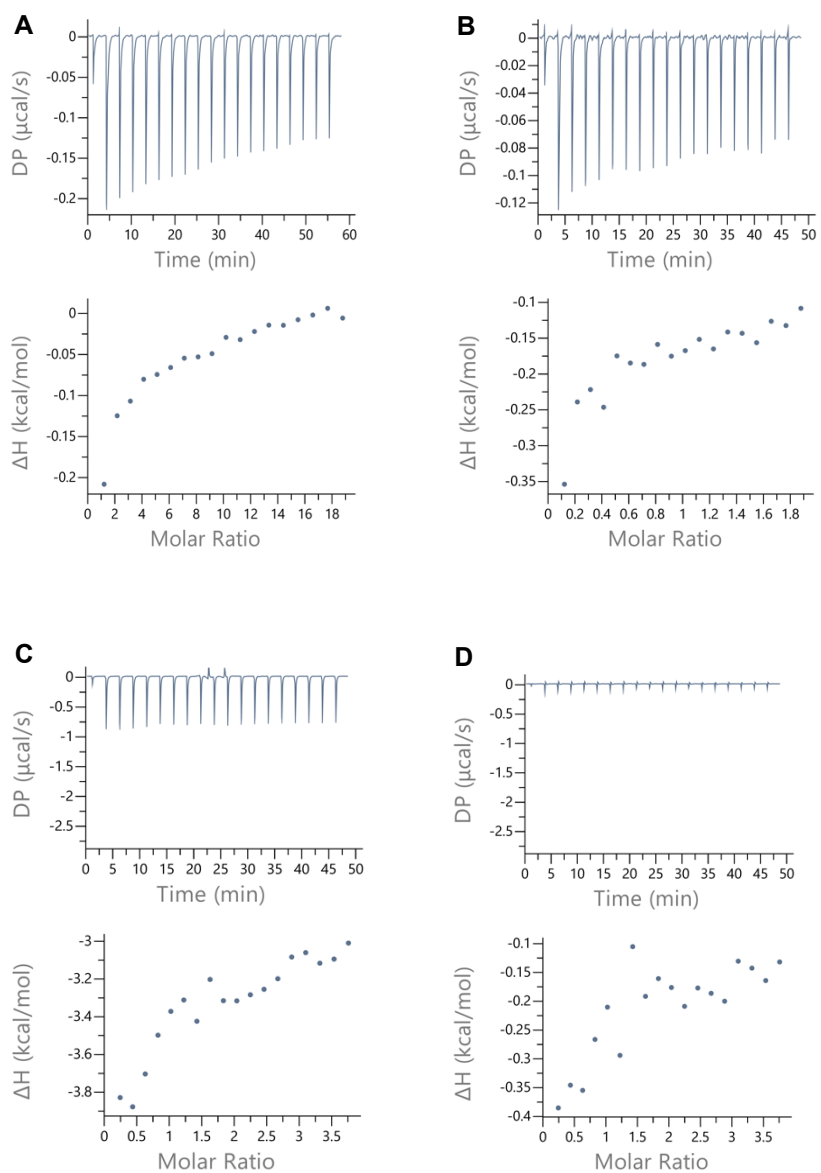 A
0
-0.05
-0.1
-0.15
-0.2
DP (µcal/s)
0 10 20 30 40 50 60
Time (min)
0
-0.05
-0.1
-0.15
-0.2
ΔH (kcal/mol)
0 2 4 6 8 10 12 14 16 18
Molar Ratio
B
0
-0.02
-0.04
-0.06
-0.08
-0.1
-0.12
DP (µcal/s)
0 5 10 15 20 25 30 35 40 45 50
Time (min)
-0.1
-0.15
-0.2
-0.25
-0.3
-0.35
ΔH (kcal/mol)
0 0.2 0.4 0.6 0.8 1 1.2 1.4 1.6 1.8
Molar Ratio
C
0
-0.5
-1
-1.5
-2
-2.5
DP (µcal/s)
0 5 10 15 20 25 30 35 40 45 50
Time (min)
-3
-3.2
-3.4
-3.6
-3.8
ΔH (kcal/mol)
0 0.5 1 1.5 2 2.5 3 3.5
Molar Ratio
D
0
-0.5
-1
-1.5
-2
-2.5
DP (µcal/s)
0 5 10 15 20 25 30 35 40 45 50
Time (min)
-0.1
-0.15
-0.2
-0.25
-0.3
-0.35
-0.4
ΔH (kcal/mol)
0 0.5 1 1.5 2 2.5 3 3.5
Molar Ratio